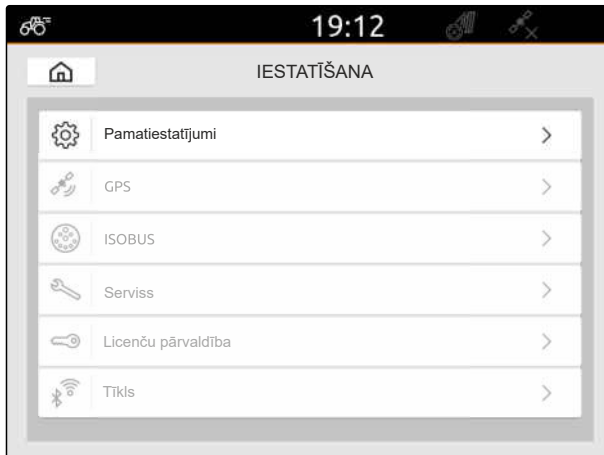 19:12
IESTATĪŠANA
Pamatiestatījumi
GPS
ISOBUS
Serviss
Licenču pārvaldība
Tīkls